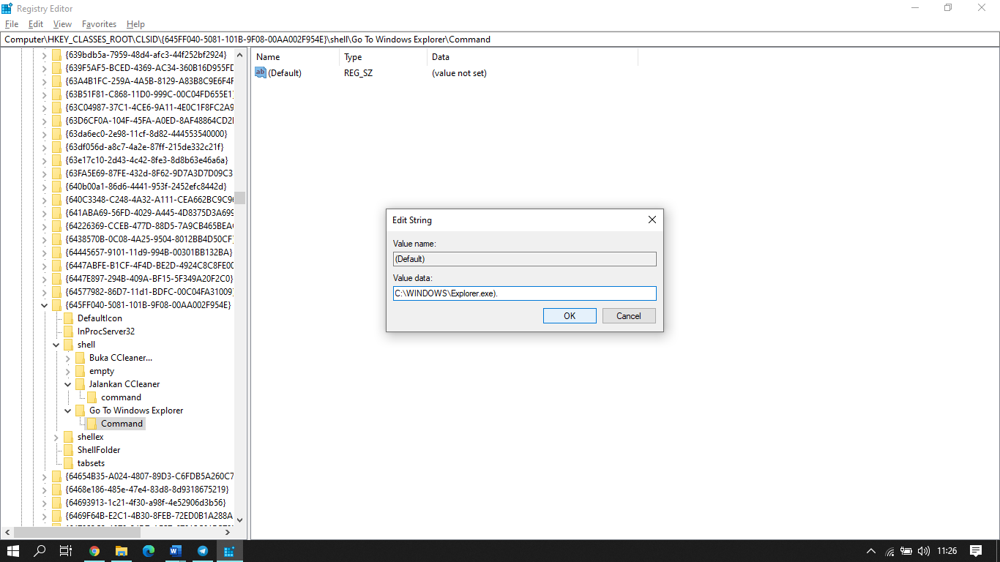 Registry Editor
File Edit View Favorites Help
Computer\HKEY_CLASSES_ROOT\CLSID\{645FF040-5081-101B-9F08-00AA002F954E}\shell\Go To Windows Explorer\Command
{639bdb5a-7959-48d4-afc3-44f252bf2924}
{639F5AF5-BCED-4369-AC34-360B16D955FD
{63A4B1FC-259A-4A5B-8129-A83B8C9E6F4F
{63B51F81-C868-11D0-999C-00C04FD655E1}
{63C04987-37C1-4CE6-9A11-4E0C1F8FC2A9
{63D6CF0A-104F-45FA-A0ED-8AF48864CD2
{63da6ec0-2e98-11cf-8d82-444553540000}
{63df056d-a8c7-4a2e-87ff-215de332c21f}
{63e17c10-2d43-4c42-8fe3-8d8b63e46a6a}
{63FA5E69-87FE-432d-8F62-9D7A3D7D09C3
{640b00a1-86d6-4441-953f-2452efc8442d}
{640C3348-C248-4A32-A111-CEA662BC9C90
{641ABA69-56FD-4029-A445-4D8375D3A699
{64226369-CCEB-477D-88D5-7A9CB465BEA
{6438570B-0C08-4A25-9504-8012BB4D50CF}
{64445657-9101-11d9-994B-00301BB132BA}
{6447ABFE-B1CF-4F4D-BE2D-4924C8C8FE00
{6447E897-294B-409A-BF15-5F349A20F2C0}
{64577982-86D7-11d1-BDFC-00C04FA31009}
{645FF040-5081-101B-9F08-00AA002F954E}
DefaultIcon
InProcServer32
shell
Buka CCleaner...
empty
Jalankan CCleaner
command
Go To Windows Explorer
Command
shellex
ShellFolder
tabsets
{64654B35-A024-4807-89D3-C6FDB5A260C7
{6468e186-485e-47e4-83d8-8d9318675219}
{64693913-1c21-4f30-a98f-4e52906d3b56}
{6469F64B-E2C1-4B30-8FEB-72ED0B1A288A
Name Type Data
ab (Default) REG_SZ (value not set)
Edit String
Value name:
(Default)
Value data:
C:\WINDOWS\Explorer.exe).
OK Cancel
11:26